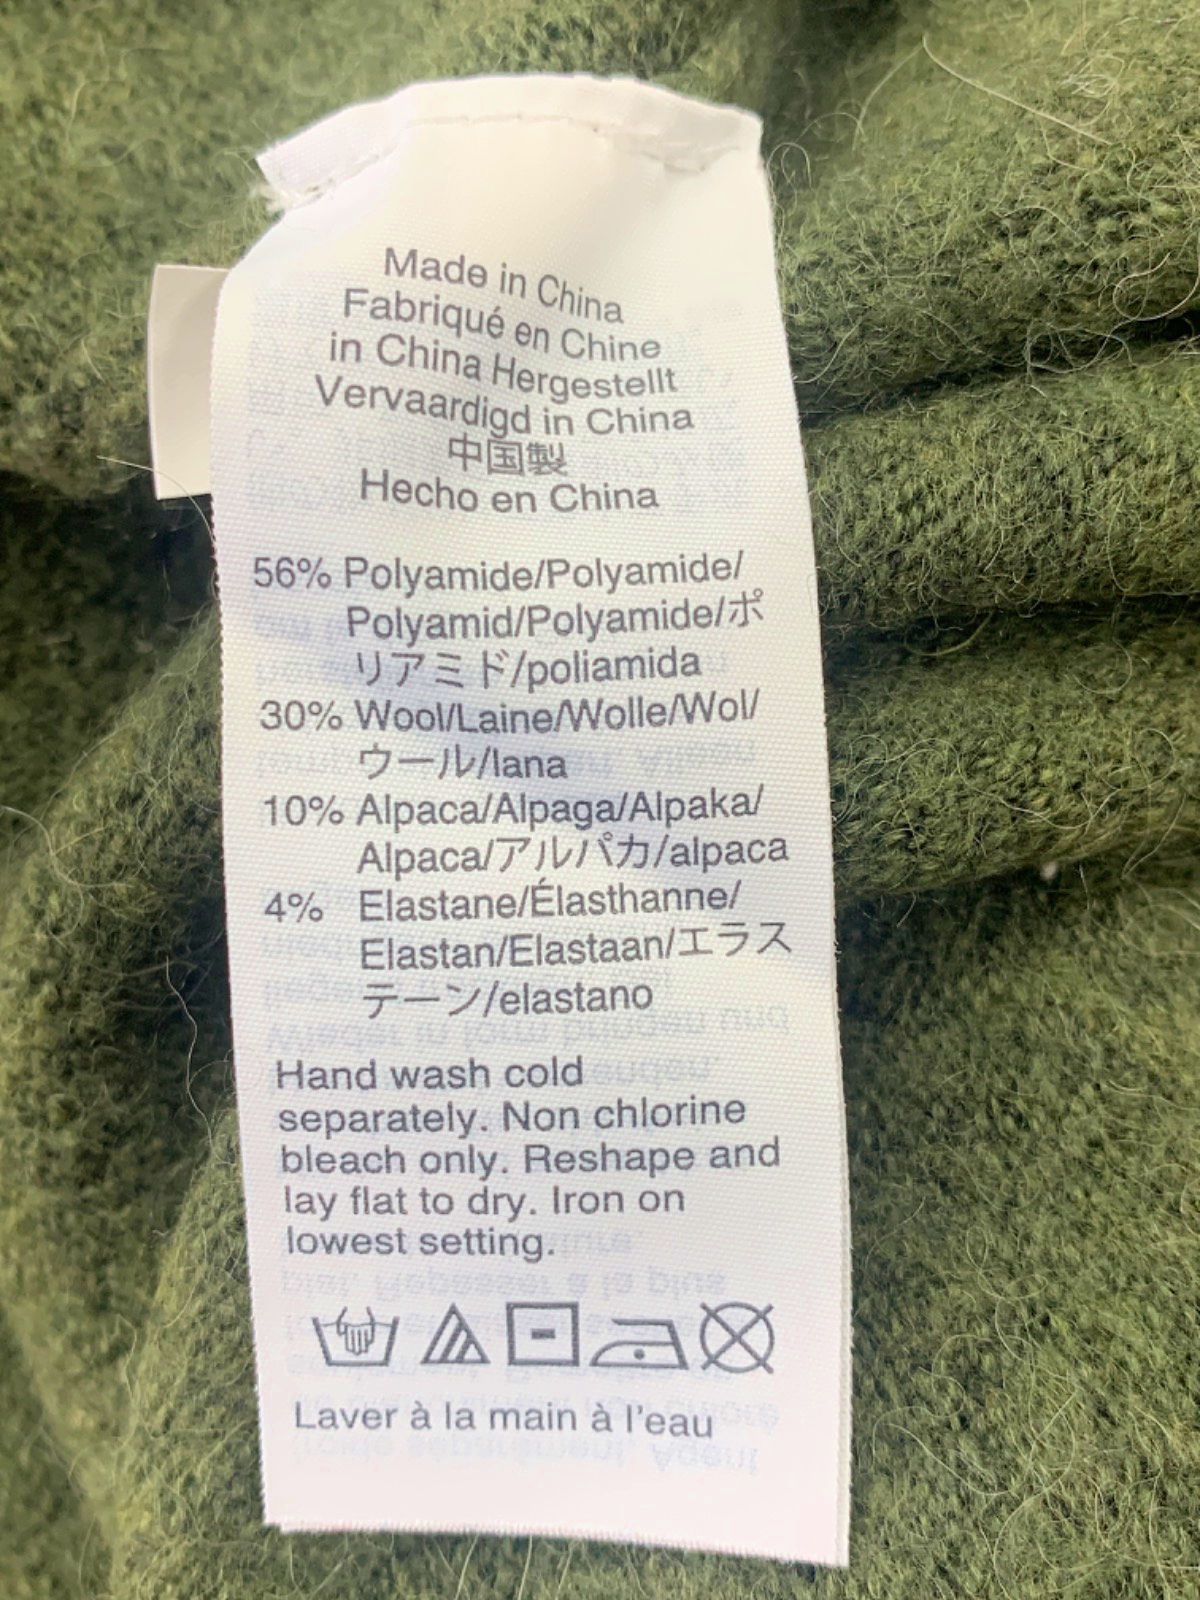 Made in China
Fabriqué en Chine
in China Hergestellt
Vervaardigd in China
中国製
Hecho en China
56% Polyamide/Polyamide/
Polyamid/Polyamide/ポ
リアミド/poliamida
30% Wool/Laine/Wolle/Wol/
ウール/lana
10% Alpaca/Alpaga/Alpaka/
Alpaca/アルパカ/alpaca
4% Elastane/Élasthanne/
Elastan/Elastaan/エラス
テーン/elastano
Hand wash cold
separately. Non chlorine
bleach only. Reshape and
lay flat to dry. Iron on
lowest setting.
Laver à la main à l'eau